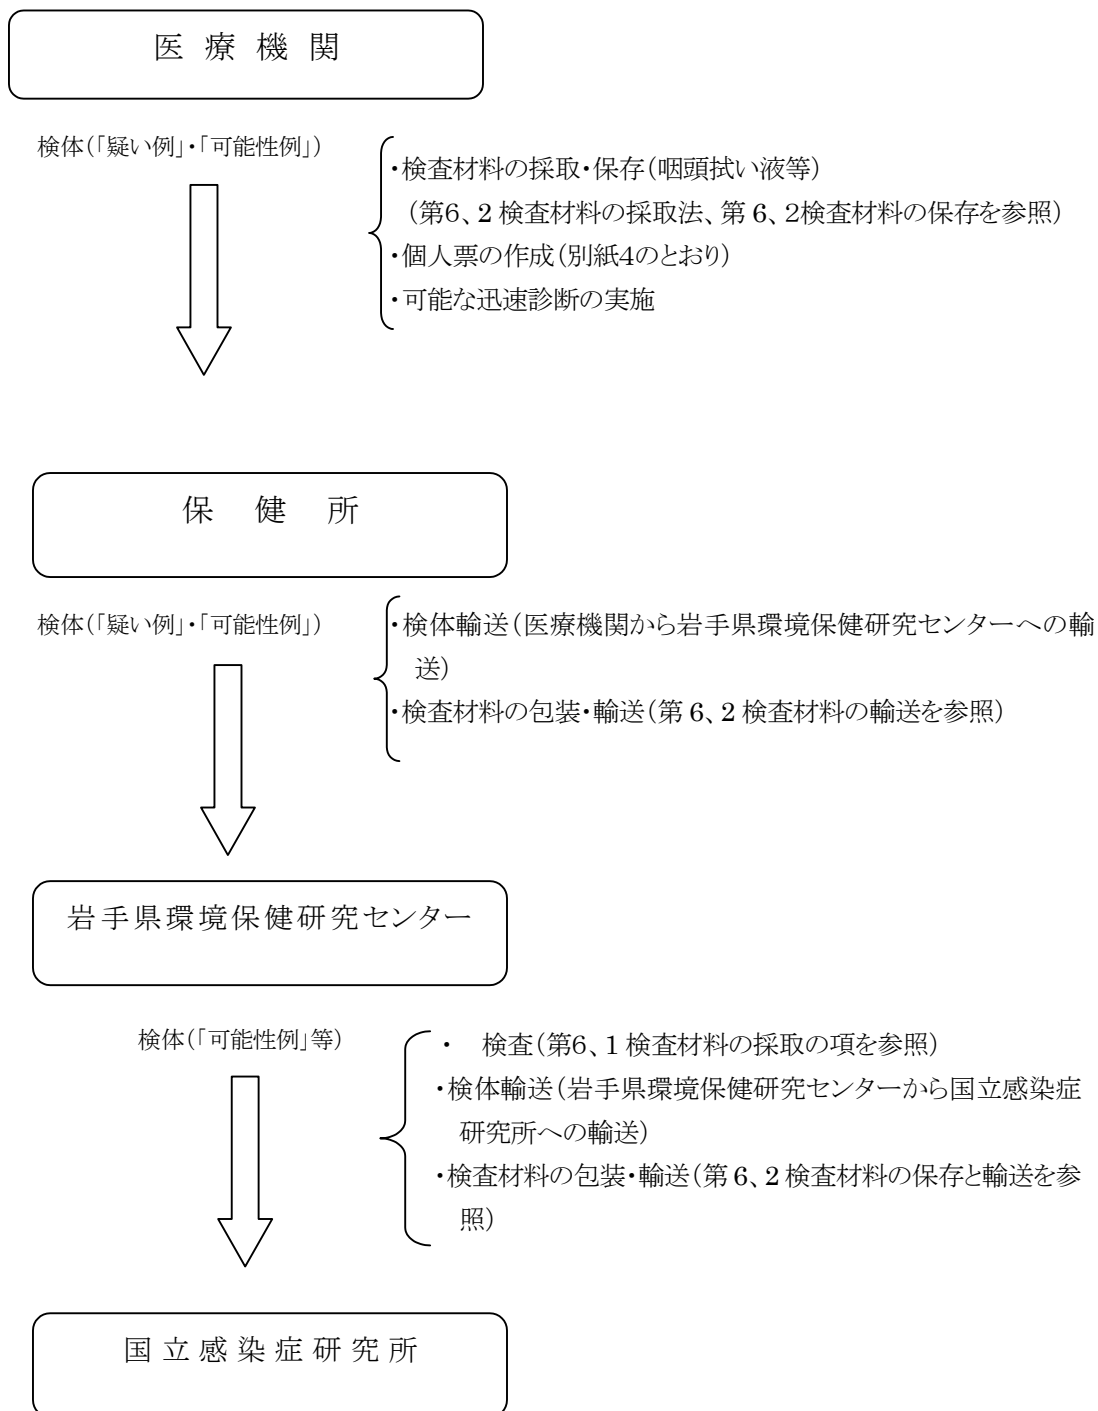 医療機関
検体(「疑い例」・「可能性例」)
・検査材料の採取・保存(咽頭拭い液等)
(第6、2検査材料の採取法、第6、2検査材料の保存を参照)
・個人票の作成(別紙4のとおり)
・可能な迅速診断の実施
保健所
検体(「疑い例」・「可能性例」)
・検体輸送(医療機関から岩手県環境保健研究センターへの輸
送)
・検査材料の包装・輸送(第6、2検査材料の輸送を参照)
岩手県環境保健研究センター
検体(「可能性例」等)
・ 検査(第6、1検査材料の採取の項を参照)
・検体輸送(岩手県環境保健研究センターから国立感染症
研究所への輸送)
・検査材料の包装・輸送(第6、2検査材料の保存と輸送を参
照)
国立感染症研究所